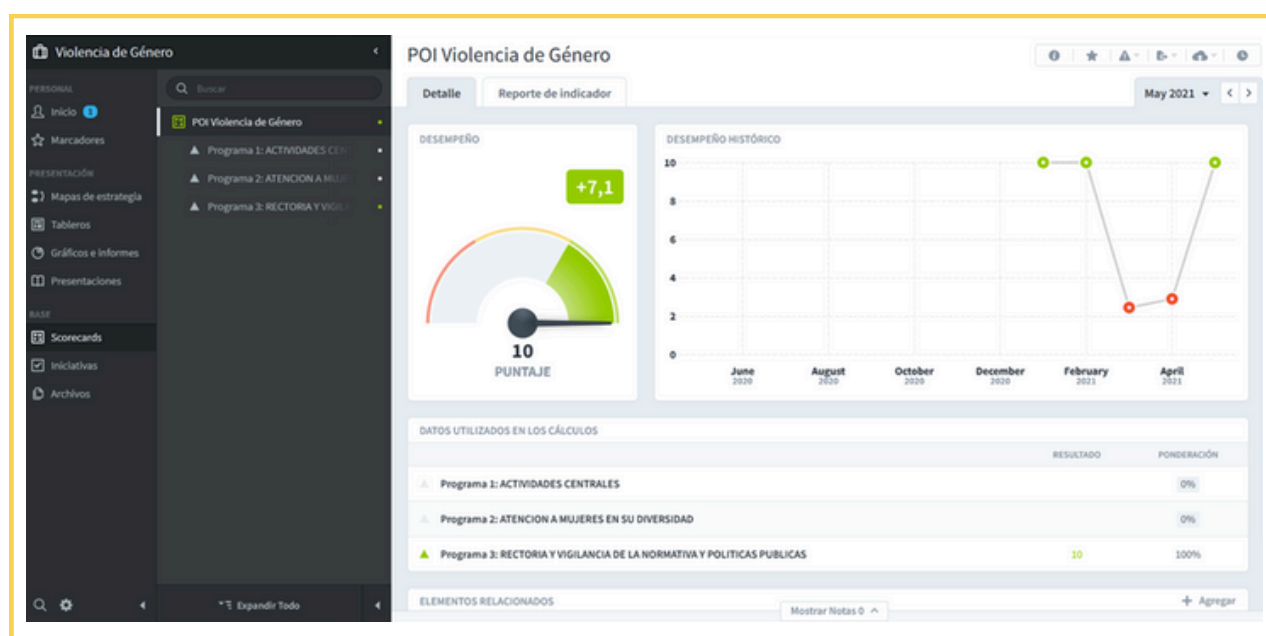 Violencia de Género
PERSONAL
Inicio
Marcadores
PRESENTACIÓN
Mapas de estrategia
Tableros
Gráficos e informes
Presentaciones
BASE
Scorecards
Iniciativas
Archivos
Buscar
POI Violencia de Género
Programa 1: ACTIVIDADES CEN
Programa 2: ATENCION A MUJE
Programa 3: RECTORIA Y VIGIL
Expandir Todo
POI Violencia de Género
Detalle
Reporte de indicador
May 2021
DESEMPEÑO
+7,1
10
PUNTAJE
DESEMPEÑO HISTÓRICO
10
8
6
4
2
0
June 2020
August 2020
October 2020
December 2020
February 2021
April 2021
DATOS UTILIZADOS EN LOS CÁLCULOS
RESULTADO PONDERACIÓN
Programa 1: ACTIVIDADES CENTRALES 0%
Programa 2: ATENCION A MUJERES EN SU DIVERSIDAD 0%
Programa 3: RECTORIA Y VIGILANCIA DE LA NORMATIVA Y POLITICAS PUBLICAS 10 100%
ELEMENTOS RELACIONADOS
Agregar
Mostrar Notas 0